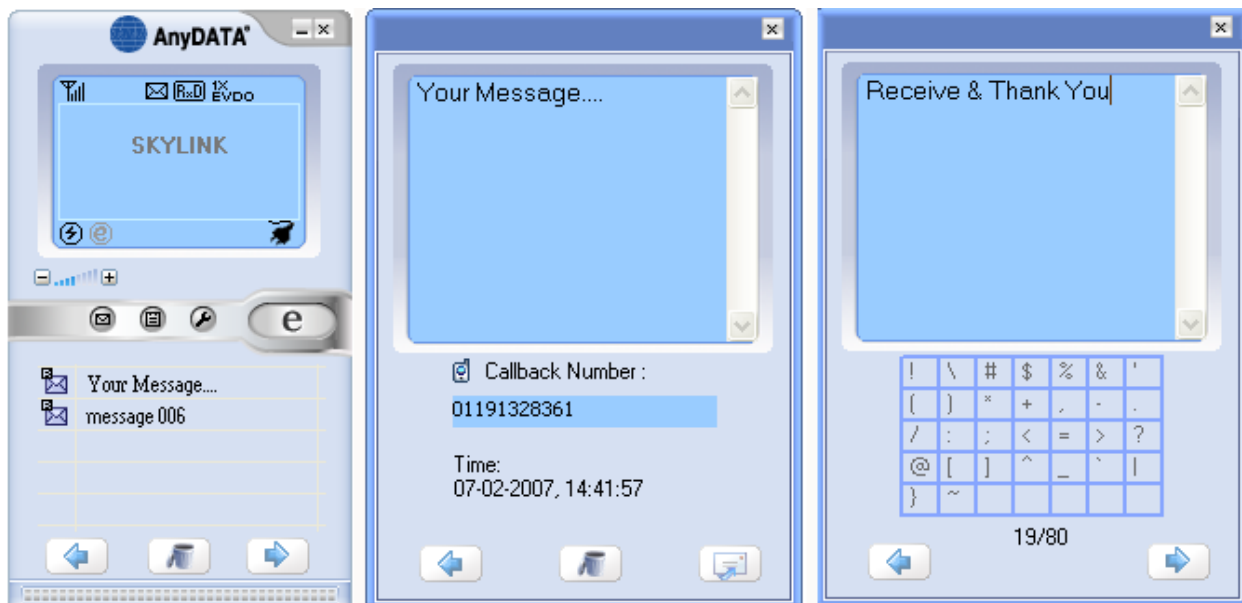 AnyDATA
RxD 1X EVDO
SKYLINK
e
e
Your Message....
message 006
Your Message....
Callback Number :
01191328361
Time:
07-02-2007, 14:41:57
Receive & Thank You
! \ # $ % & '
( ) * + , - .
/ : ; < = > ?
@ [ ] ^ _ ` |
} ~
19/80